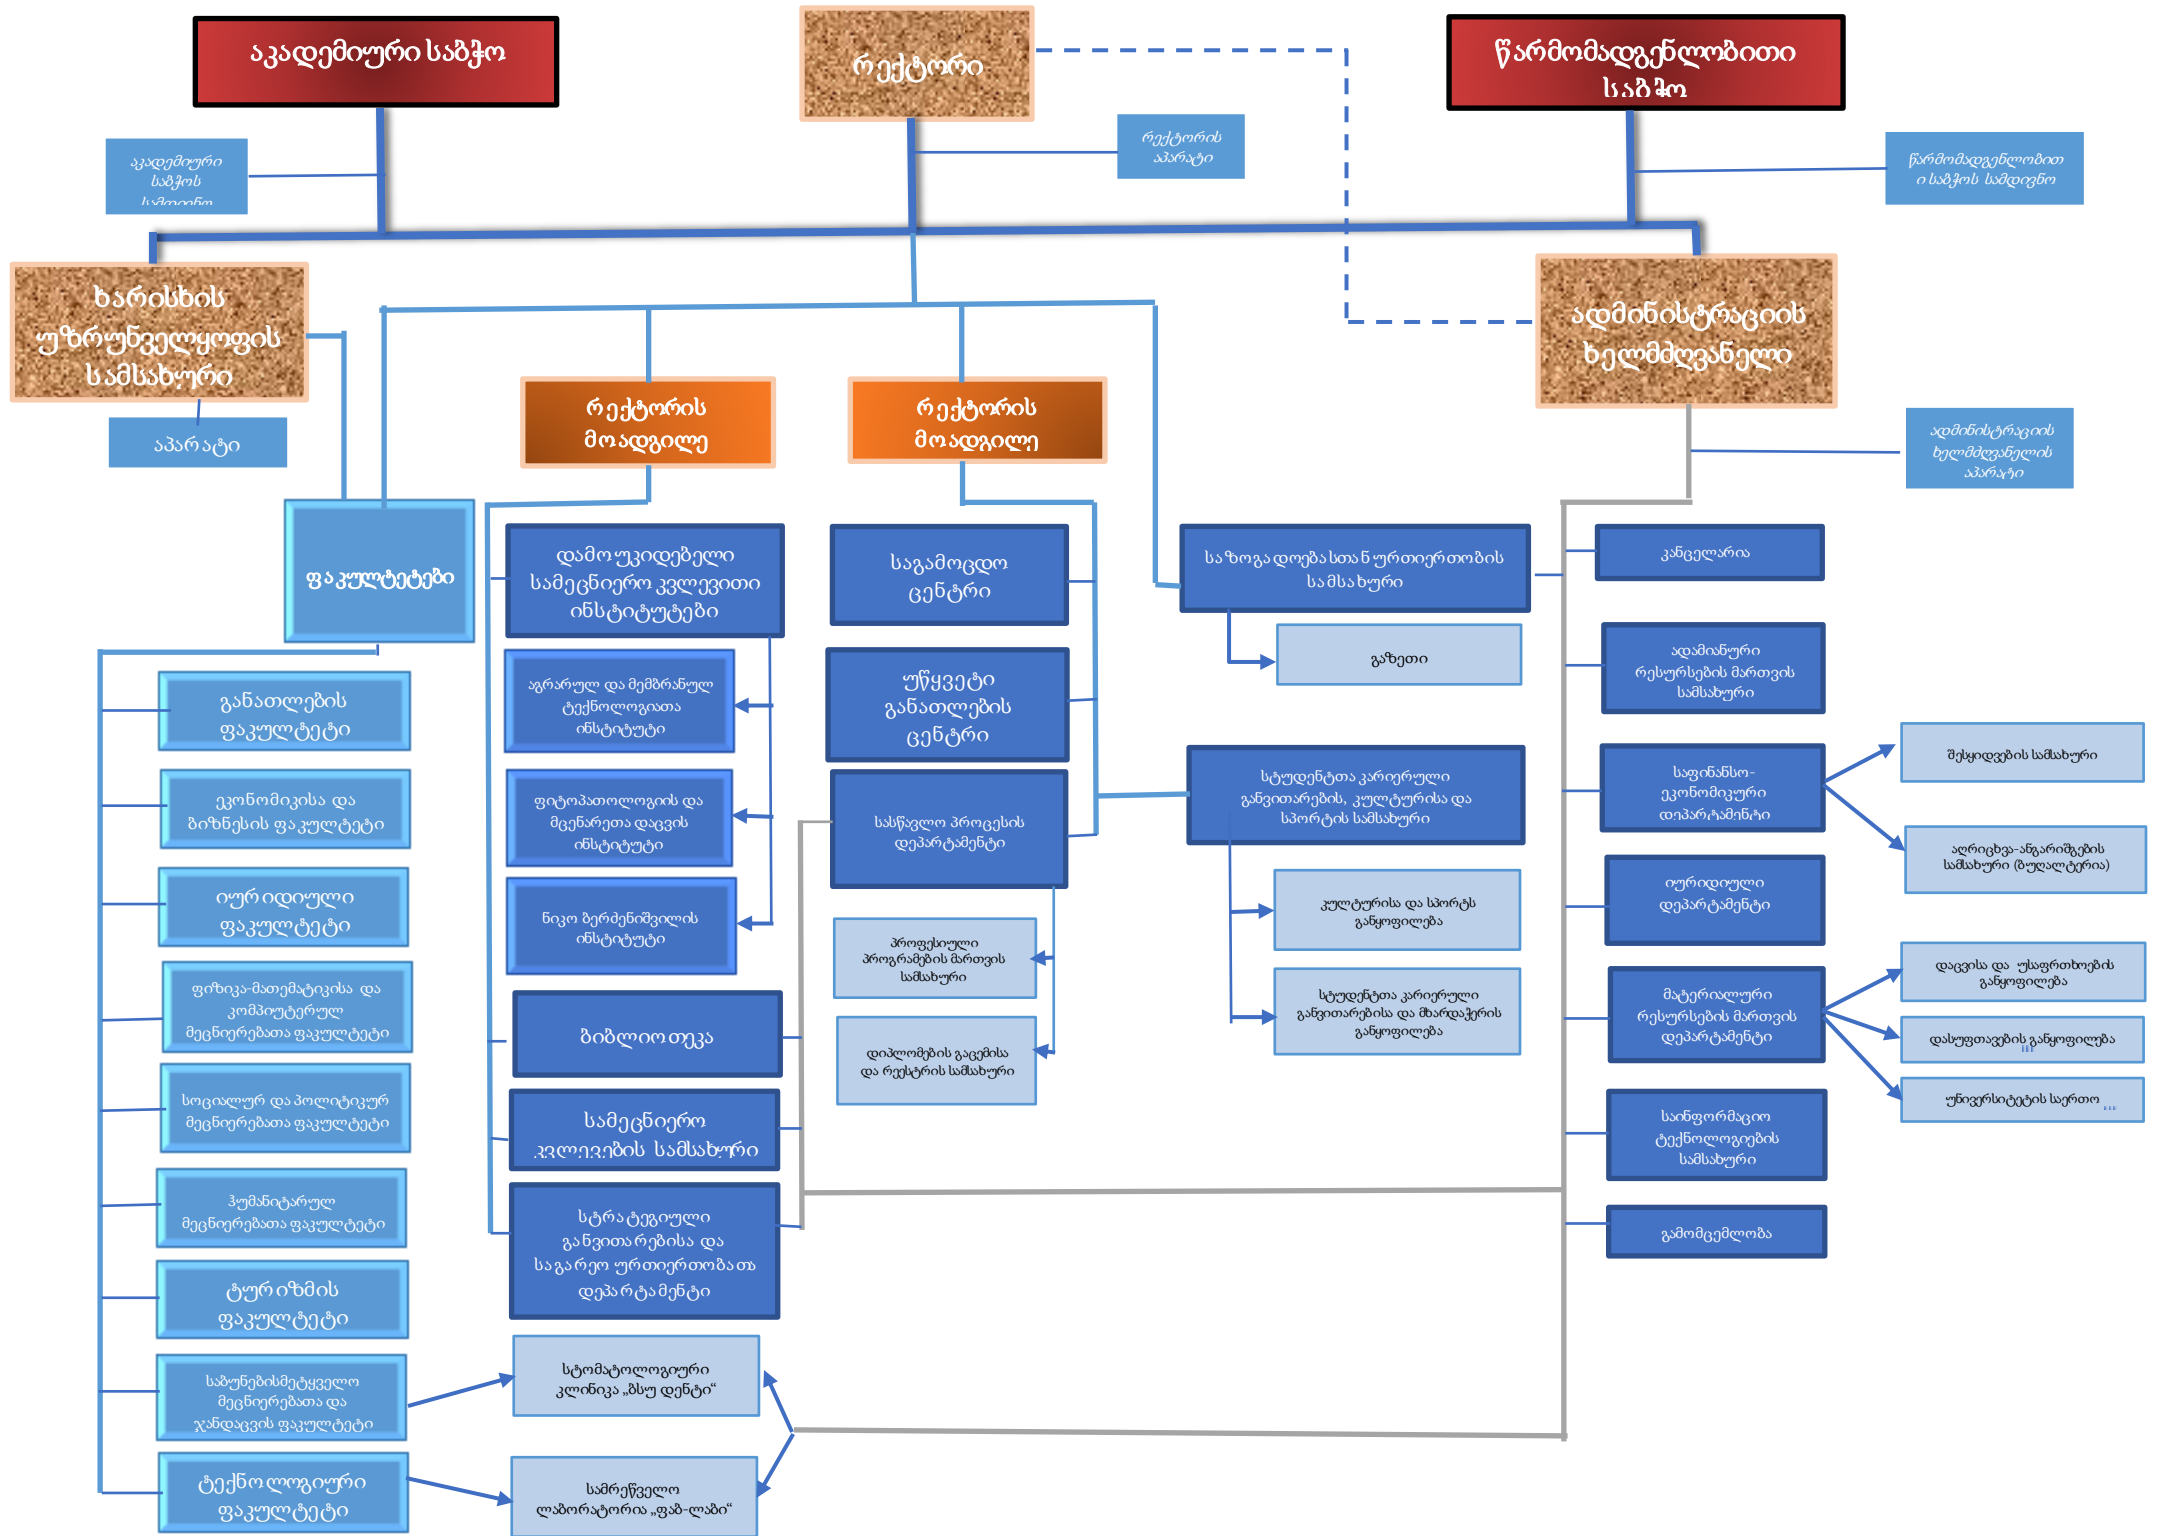 აკადემიური საბჭო
რექტორი
წარმომადგენლობითი
საბჭო
აკადემიური
საბჭოს
სამდივნო
რექტორის
აპარატი
წარმომადგენლობით
ი საბჭოს სამდივნო
ხარისხის
უზრუნველყოფის
სამსახური
აპარატი
ადმინისტრაციის
ხელმძღვანელი
ადმინისტრაციის
ხელმძღვანელის
აპარატი
რექტორის
მოადგილე
რექტორის
მოადგილე
ფაკულტეტები
განათლების
ფაკულტეტი
ეკონომიკისა და
ბიზნესის ფაკულტეტი
იურიდიული
ფაკულტეტი
ფიზიკა-მათემატიკისა და
კომპიუტერულ
მეცნიერებათა ფაკულტეტი
სოციალურ და პოლიტიკურ
მეცნიერებათა ფაკულტეტი
ჰუმანიტარულ
მეცნიერებათა ფაკულტეტი
ტურიზმის
ფაკულტეტი
საბუნებისმეტყველო
მეცნიერებათა და
ჯანდაცვის ფაკულტეტი
ტექნოლოგიური
ფაკულტეტი
დამოუკიდებელი
სამეცნიერო კვლევითი
ინსტიტუტები
აგრარულ და მემბრანულ
ტექნოლოგიათა
ინსტიტუტი
ფიტოპათოლოგიის და
მცენარეთა დაცვის
ინსტიტუტი
ნიკო ბერძენიშვილის
ინსტიტუტი
ბიბლიოთეკა
სამეცნიერო
კვლევების სამსახური
სტრატეგიული
განვითარებისა და
საგარეო ურთიერთობათა
დეპარტამენტი
სტომატოლოგიური
კლინიკა „ბსუ დენტი“
სამრეწველო
ლაბორატორია „ფაბ-ლაბი“
საგამოცდო
ცენტრი
უწყვეტი
განათლების
ცენტრი
სასწავლო პროცესის
დეპარტამენტი
პროფესიული
პროგრამების მართვის
სამსახური
დიპლომების გაცემისა
და რეესტრის სამსახური
საზოგადოებასთან ურთიერთობის
სამსახური
გაზეთი
სტუდენტთა კარიერული
განვითარების, კულტურისა და
სპორტის სამსახური
კულტურისა და სპორტს
განყოფილება
სტუდენტთა კარიერული
განვითარებისა და მხარდაჭერის
განყოფილება
კანცელარია
ადამიანური
რესურსების მართვის
სამსახური
საფინანსო-
ეკონომიკური
დეპარტამენტი
იურიდიული
დეპარტამენტი
მატერიალური
რესურსების მართვის
დეპარტამენტი
საინფორმაციო
ტექნოლოგიების
სამსახური
გამომცემლობა
შესყიდვების სამსახური
აღრიცხვა-ანგარიშგების
სამსახური (ბუღალტერია)
დაცვისა და უსაფრთხოების
განყოფილება
დასუფთავების განყოფილება
უნივერსიტეტის საერთო